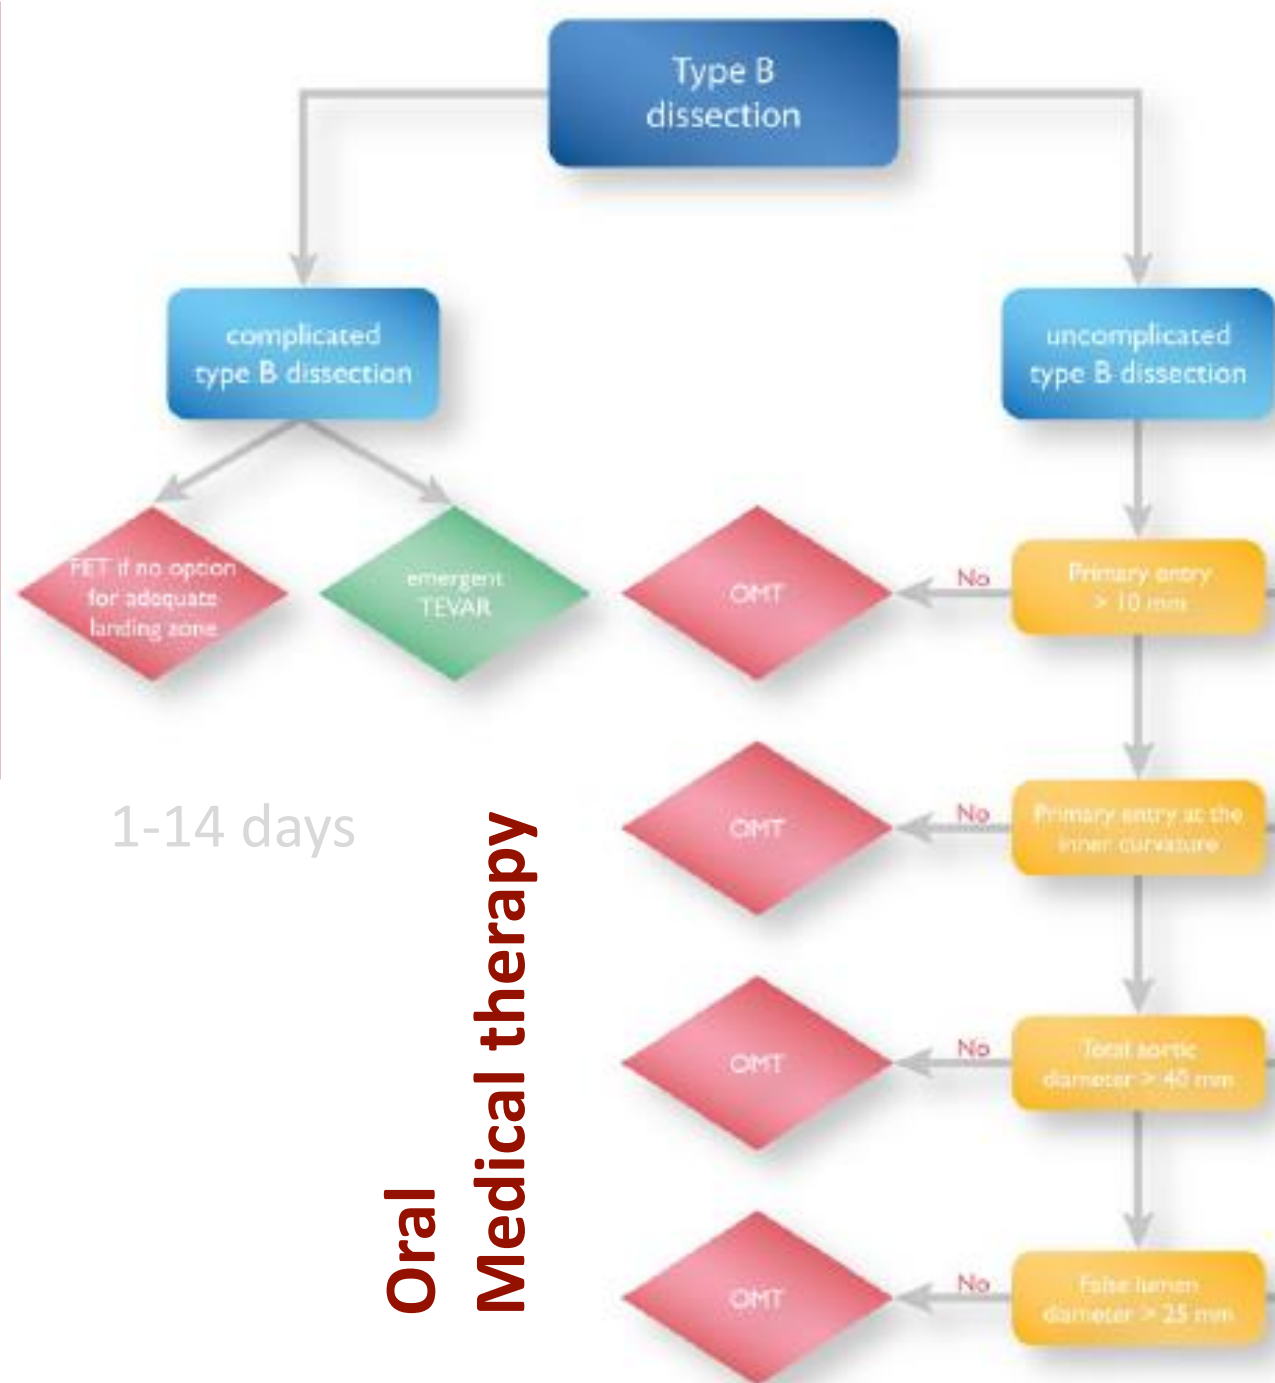 Type B
dissection
complicated
type B dissection
uncomplicated
type B dissection
FET if no option
for adequate
landing zone
emergent
TEVAR
OMT
No
Primary entry
> 10 mm
1-14 days
OMT
No
Primary entry at the
inner curvature
Oral
Medical therapy
OMT
No
Total aortic
diameter > 40 mm
OMT
No
False lumen
diameter > 25 mm